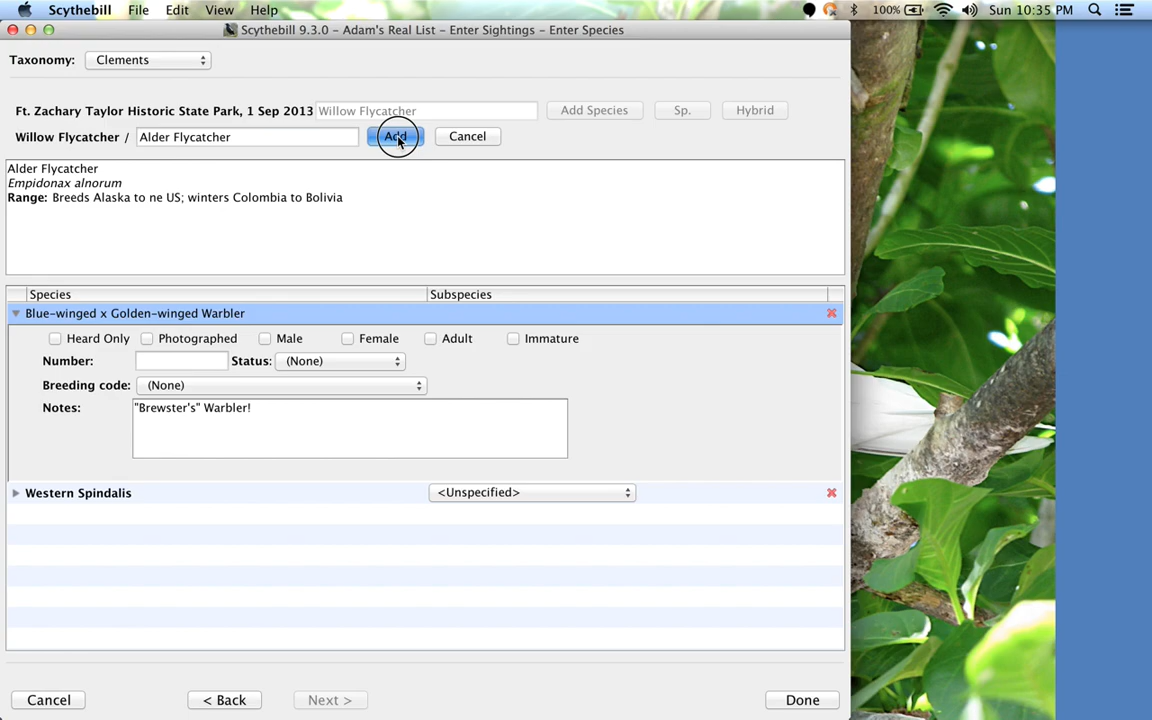 Scythebill File Edit View Help 100% Sun 10:35 PM
Scythebill 9.3.0 – Adam's Real List – Enter Sightings – Enter Species
Taxonomy: Clements
Ft. Zachary Taylor Historic State Park, 1 Sep 2013 Willow Flycatcher Add Species Sp. Hybrid
Willow Flycatcher / Alder Flycatcher Add Cancel
Alder Flycatcher
Empidonax alnorum
Range: Breeds Alaska to ne US; winters Colombia to Bolivia
Species Subspecies
Blue-winged x Golden-winged Warbler
Heard Only Photographed Male Female Adult Immature
Number: Status: (None)
Breeding code: (None)
Notes: "Brewster's" Warbler!
Western Spindalis <Unspecified>
Cancel < Back Next > Done